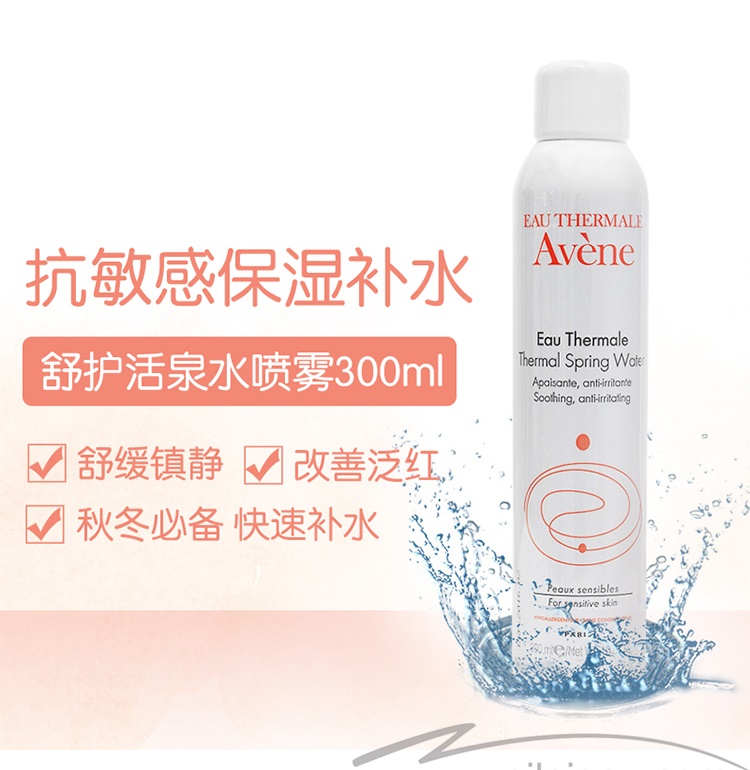 抗敏感保湿补水
舒护活泉水喷雾300ml
舒缓镇静 改善泛红
秋冬必备 快速补水
EAU THERMALE
Avène
Eau Thermale
Thermal Spring Water
Apaisante, anti-irritante
Soothing, anti-irritating
Peaux sensibles
For sensitive skin
PARIS